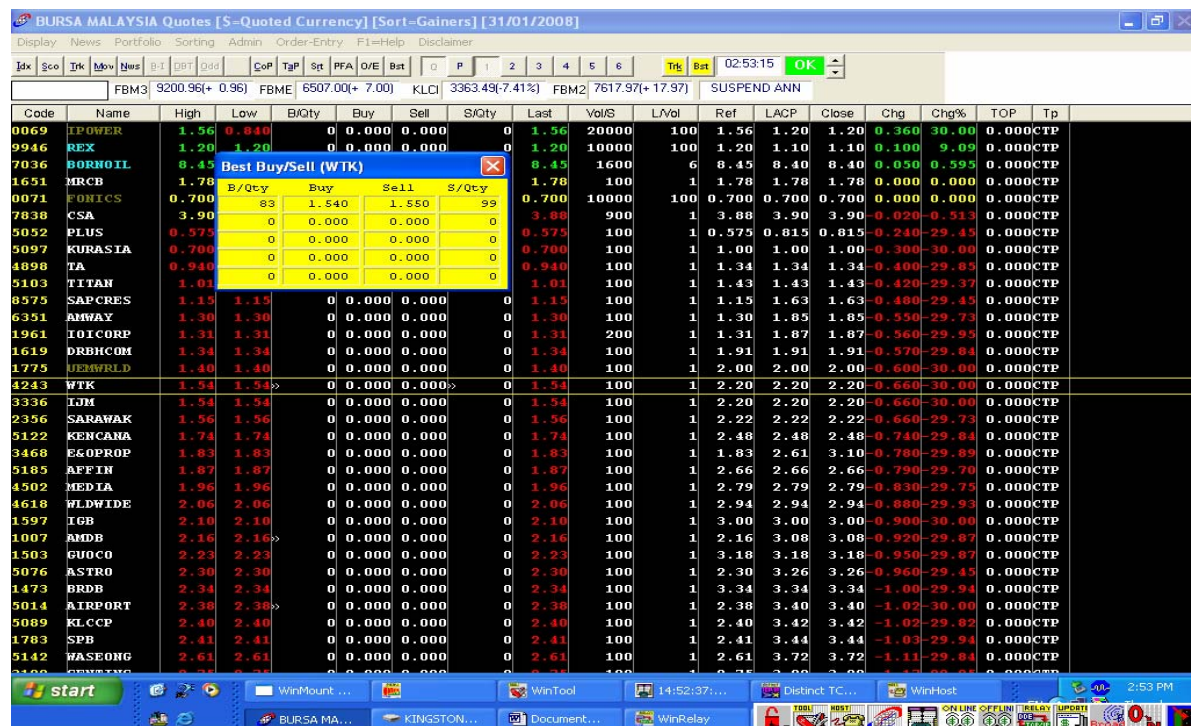 BURSA MALAYSIA Quotes [S=Quoted Currency] [Sort=Gainers] [31/01/2008]
Display News Portfolio Sorting Admin Order-Entry F1=Help Disclaimer
Idx Sco Trk Mov Nws B-I DBT Odd CoP TaP Srt PFA O/E Bst 0 P 1 2 3 4 5 6 Trk Bst 02:53:15 OK
FBM3 9200.96(+ 0.96) FBME 6507.00(+ 7.00) KLCI 3363.49(-7.41%) FBM2 7617.97(+ 17.97) SUSPEND ANN
Code Name High Low B/Qty Buy Sell S/Qty Last Vol/S L/Vol Ref LACP Close Chg Chg% TOP Tp
0069 IPOWER 1.56 0.840 0 0.000 0.000 0 1.56 20000 100 1.56 1.20 1.20 0.360 30.00 0.000CTP
9946 REX 1.20 1.20 0 0.000 0.000 0 1.20 10000 100 1.20 1.10 1.10 0.100 9.09 0.000CTP
7036 BORNOIL 8.45 8.45 1600 6 8.45 8.40 8.40 0.050 0.595 0.000CTP
1651 MRCB 1.78 1.78 100 1 1.78 1.78 1.78 0.000 0.000 0.000CTP
0071 FONICS 0.700 0.700 10000 100 0.700 0.700 0.700 0.000 0.000 0.000CTP
7838 CSA 3.90 3.88 900 1 3.88 3.90 3.90 -0.020 -0.513 0.000CTP
5052 PLUS 0.575 0.575 100 1 0.575 0.815 0.815 -0.240 -29.45 0.000CTP
5097 KURASIA 0.700 0.700 100 1 1.00 1.00 1.00 -0.300 -30.00 0.000CTP
4898 TA 0.940 0.940 100 1 1.34 1.34 1.34 -0.400 -29.85 0.000CTP
5103 TITAN 1.01 1.01 100 1 1.43 1.43 1.43 -0.420 -29.37 0.000CTP
Best Buy/Sell (WTK)
B/Qty Buy Sell S/Qty
83 1.540 1.550 99
0 0.000 0.000 0
0 0.000 0.000 0
0 0.000 0.000 0
0 0.000 0.000 0
8575 SAPCRES 1.15 1.15 0 0.000 0.000 0 1.15 100 1 1.15 1.63 1.63 -0.480 -29.45 0.000CTP
6351 AMWAY 1.30 1.30 0 0.000 0.000 0 1.30 100 1 1.30 1.85 1.85 -0.550 -29.73 0.000CTP
1961 IOICORP 1.31 1.31 0 0.000 0.000 0 1.31 200 1 1.31 1.87 1.87 -0.560 -29.95 0.000CTP
1619 DRBHCOM 1.34 1.34 0 0.000 0.000 0 1.34 100 1 1.34 1.91 1.91 -0.570 -29.84 0.000CTP
1775 UEMWRLD 1.40 1.40 0 0.000 0.000 0 1.40 100 1 1.40 2.00 2.00 -0.600 -30.00 0.000CTP
4243 WTK 1.54 1.54» 0 0.000 0.000» 0 1.54 100 1 1.54 2.20 2.20 -0.660 -30.00 0.000CTP
3336 IJM 1.54 1.54 0 0.000 0.000 0 1.54 100 1 1.54 2.20 2.20 -0.660 -30.00 0.000CTP
2356 SARAWAK 1.56 1.56 0 0.000 0.000 0 1.56 100 1 2.22 2.22 2.22 -0.660 -29.73 0.000CTP
5122 KENCANA 1.74 1.74 0 0.000 0.000 0 1.74 100 1 2.48 2.48 2.48 -0.740 -29.84 0.000CTP
3468 E&OPROP 1.83 1.83 0 0.000 0.000 0 1.83 100 1 1.83 2.61 3.10 -0.780 -29.89 0.000CTP
5185 AFFIN 1.87 1.87 0 0.000 0.000 0 1.87 100 1 2.66 2.66 2.66 -0.790 -29.70 0.000CTP
4502 MEDIA 1.96 1.96 0 0.000 0.000 0 1.96 100 1 2.79 2.79 2.79 -0.830 -29.75 0.000CTP
4618 WLDWIDE 2.06 2.06 0 0.000 0.000 0 2.06 100 1 2.94 2.94 2.94 -0.880 -29.93 0.000CTP
1597 IGB 2.10 2.10 0 0.000 0.000 0 2.10 100 1 3.00 3.00 3.00 -0.900 -30.00 0.000CTP
1007 AMDB 2.16 2.16» 0 0.000 0.000 0 2.16 100 1 2.16 3.08 3.08 -0.920 -29.87 0.000CTP
1503 GUOCO 2.23 2.23 0 0.000 0.000 0 2.23 100 1 2.23 3.18 3.18 -0.950 -29.87 0.000CTP
5076 ASTRO 2.30 2.30 0 0.000 0.000 0 2.30 100 1 2.30 3.26 3.26 -0.960 -29.45 0.000CTP
1473 BRDB 2.34 2.34 0 0.000 0.000 0 2.34 100 1 3.34 3.34 3.34 -1.00 -29.94 0.000CTP
5014 AIRPORT 2.38 2.38» 0 0.000 0.000 0 2.38 100 1 2.38 3.40 3.40 -1.02 -30.00 0.000CTP
5089 KLCCP 2.40 2.40 0 0.000 0.000 0 2.40 100 1 2.40 3.42 3.42 -1.02 -29.82 0.000CTP
1783 SPB 2.41 2.41 0 0.000 0.000 0 2.41 100 1 2.41 3.44 3.44 -1.03 -29.94 0.000CTP
5142 WASEONG 2.61 2.61 0 0.000 0.000 0 2.61 100 1 2.61 3.72 3.72 -1.11 -29.84 0.000CTP
start WinMount ... WinTool 14:52:37:... Distinct TC... WinHost 2:53 PM
BURSA MA... KINGSTON... Document... WinRelay TOOL HOST ON LINE OFFLINE RELAY UPDATE